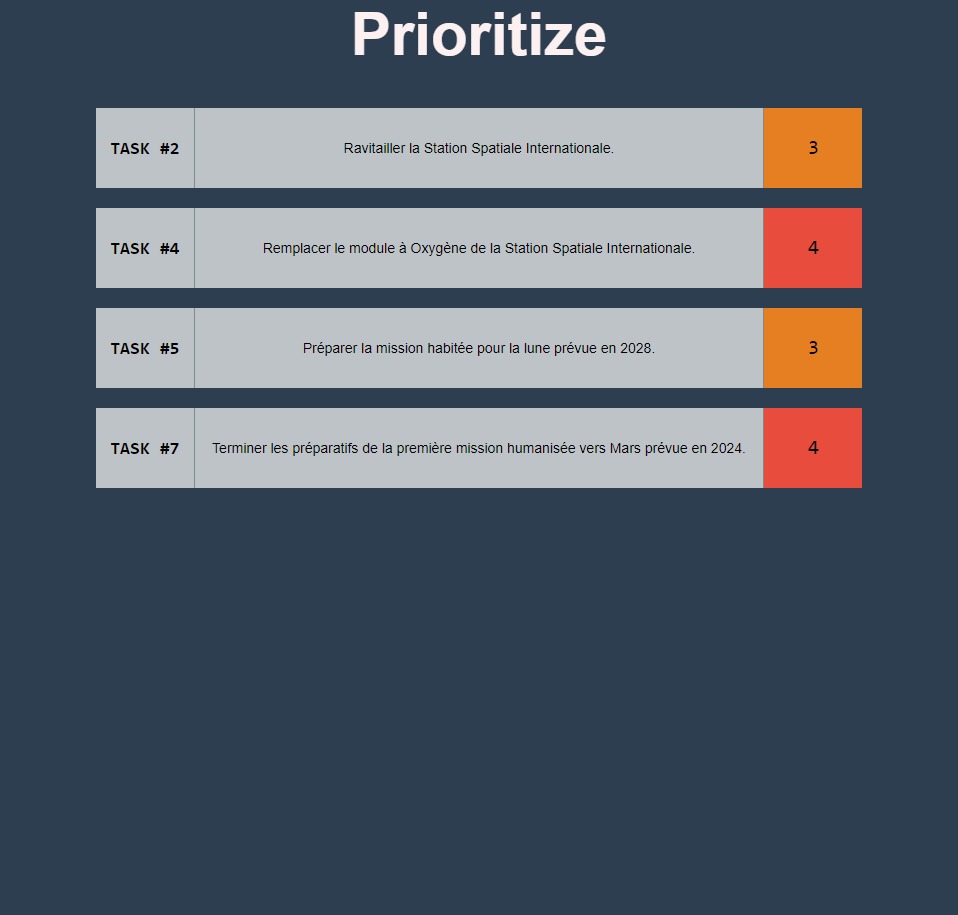 Prioritize
TASK #2 Ravitailler la Station Spatiale Internationale. 3
TASK #4 Remplacer le module à Oxygène de la Station Spatiale Internationale. 4
TASK #5 Préparer la mission habitée pour la lune prévue en 2028. 3
TASK #7 Terminer les préparatifs de la première mission humanisée vers Mars prévue en 2024. 4